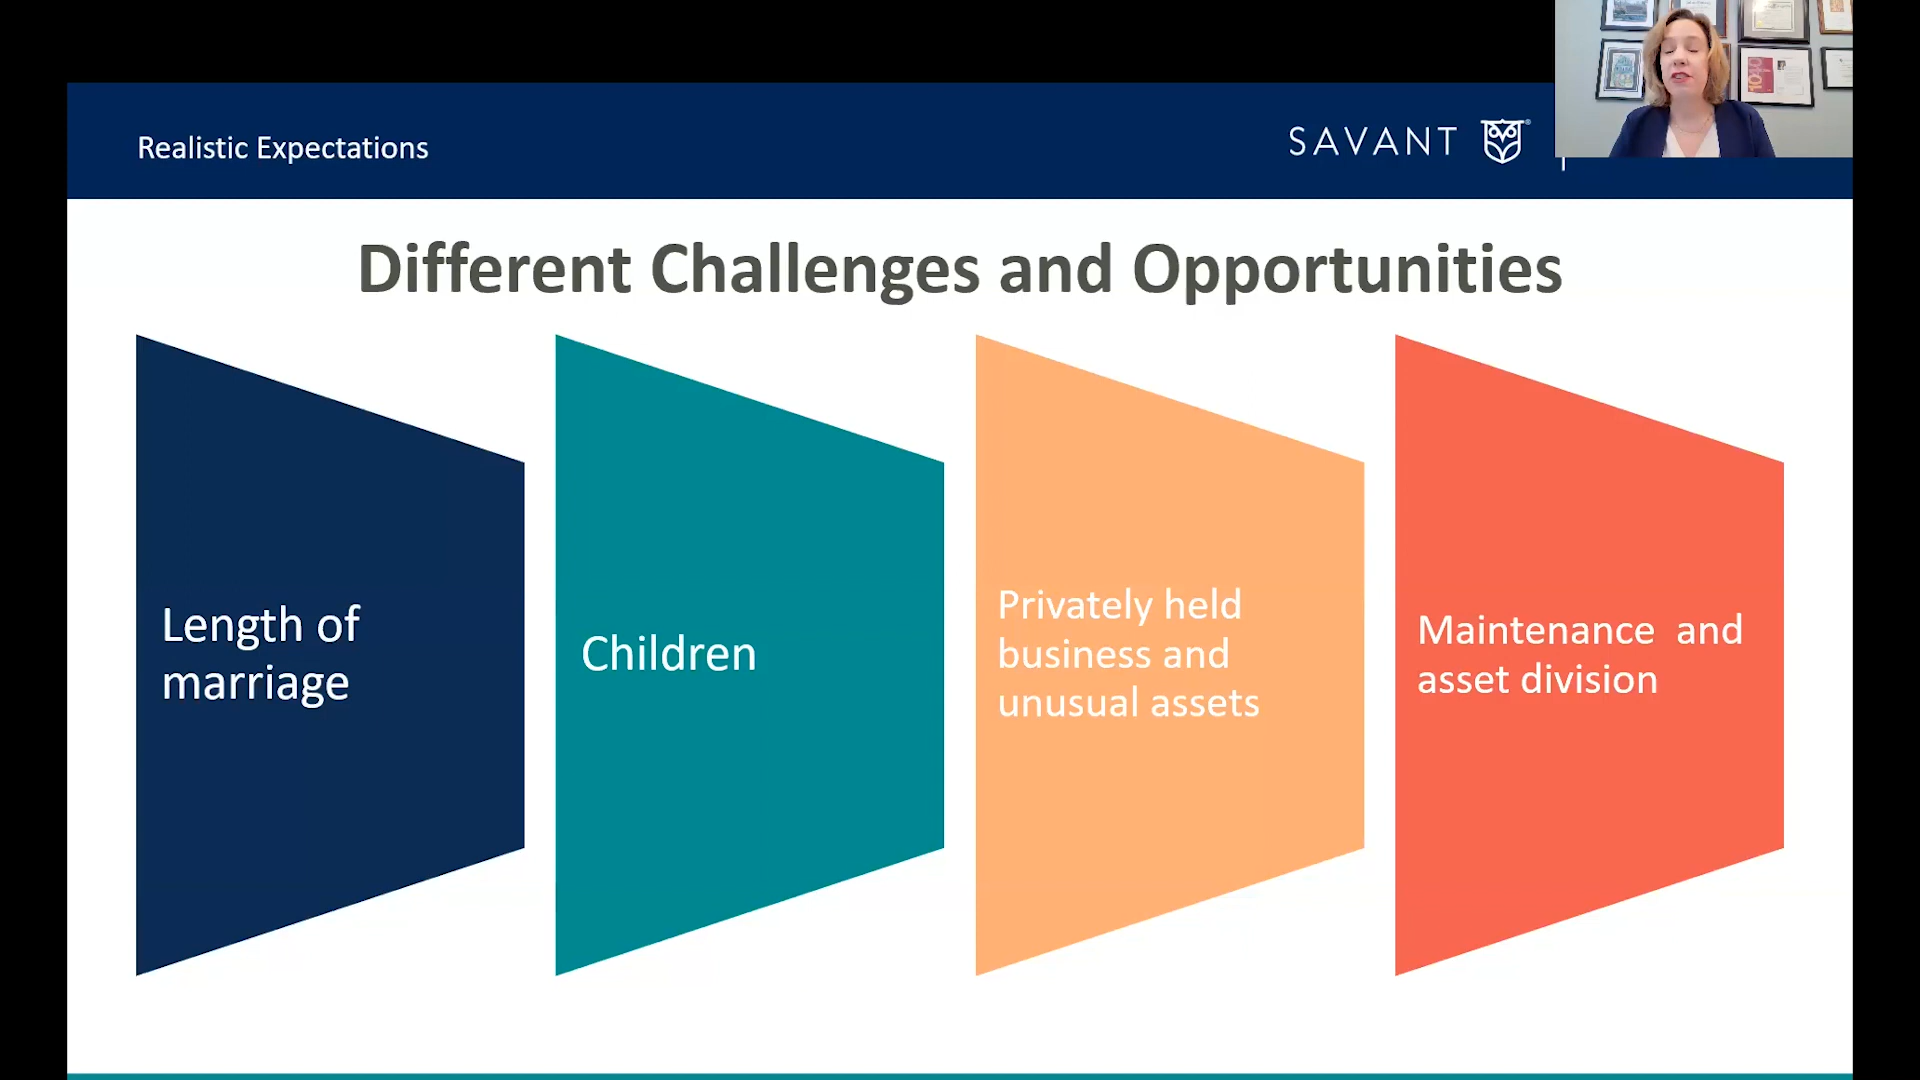 Realistic Expectations
SAVANT
Different Challenges and Opportunities
Length of
marriage
Children
Privately held
business and
unusual assets
Maintenance and
asset division